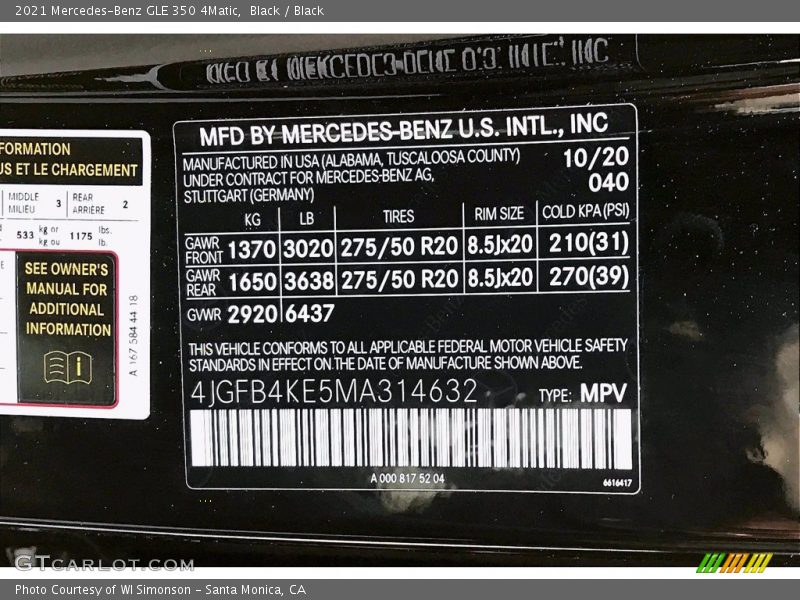 2021 Mercedes-Benz GLE 350 4Matic, Black / Black
MFD BY MERCEDES-BENZ U.S. INTL., INC
MANUFACTURED IN USA (ALABAMA, TUSCALOOSA COUNTY) 10/20
UNDER CONTRACT FOR MERCEDES-BENZ AG, 040
STUTTGART (GERMANY)
KG LB TIRES RIM SIZE COLD KPA (PSI)
GAWR FRONT 1370 3020 275/50 R20 8.5Jx20 210(31)
GAWR REAR 1650 3638 275/50 R20 8.5Jx20 270(39)
GWR 2920 6437
THIS VEHICLE CONFORMS TO ALL APPLICABLE FEDERAL MOTOR VEHICLE SAFETY
STANDARDS IN EFFECT ON THE DATE OF MANUFACTURE SHOWN ABOVE.
4JGFB4KE5MA314632 TYPE: MPV
A 000 817 52 04
6616417
FORMATION
US ET LE CHARGEMENT
MIDDLE MILIEU 3 REAR ARRIÈRE 2
533 kg or kg ou 1175 lbs. lb.
SEE OWNER'S
MANUAL FOR
ADDITIONAL
INFORMATION
A 167 584 44 18
GTCARLOT.COM
Photo Courtesy of WI Simonson - Santa Monica, CA